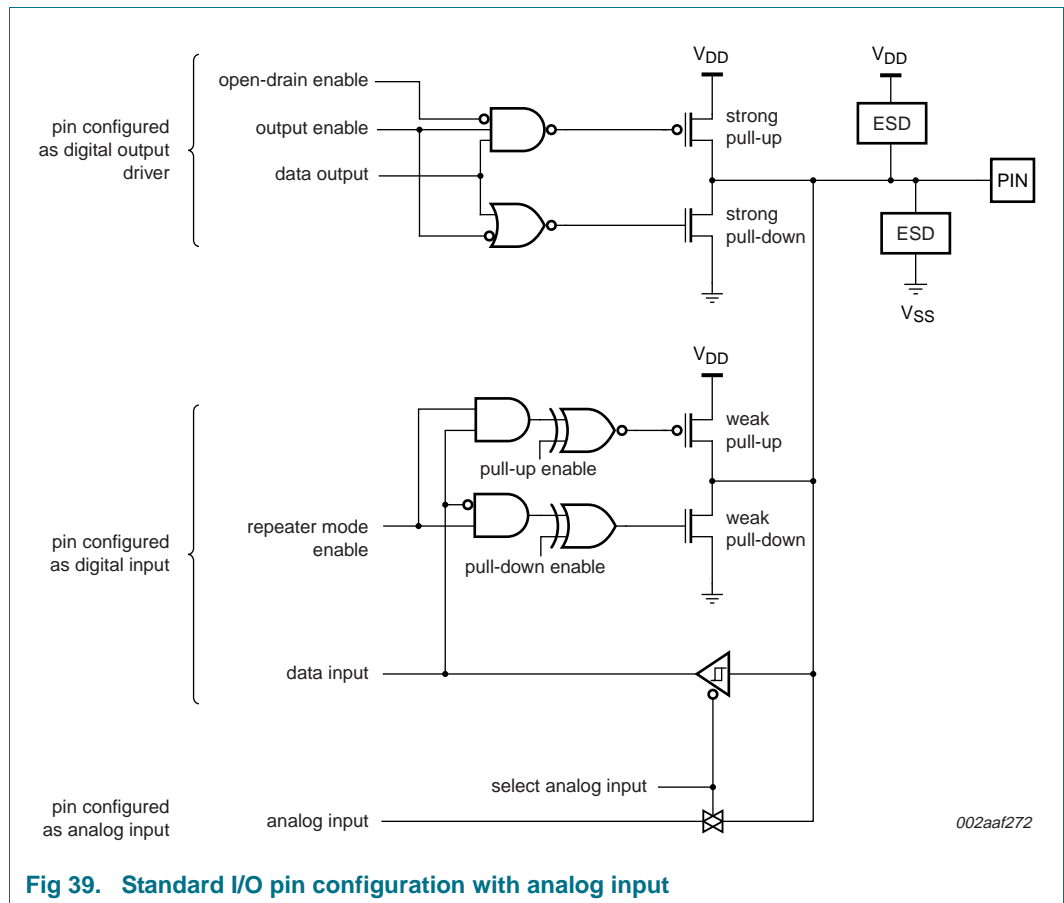 VDD
VDD
open-drain enable
strong
pull-up
ESD
pin configured
as digital output
driver
output enable
data output
PIN
strong
pull-down
ESD
VSS
VDD
weak
pull-up
pull-up enable
pin configured
as digital input
repeater mode
enable
weak
pull-down
pull-down enable
data input
select analog input
pin configured
as analog input
analog input
002aaf272
Fig 39. Standard I/O pin configuration with analog input